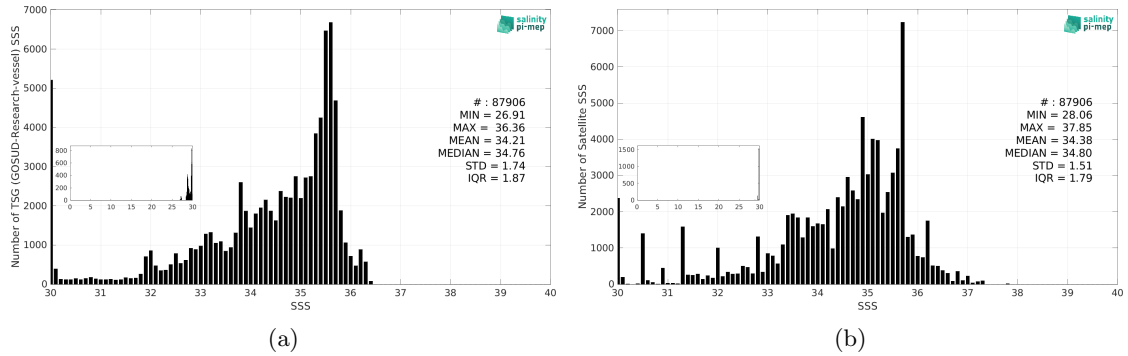 salinity
pi-mep
Number of TSG (GOSUD-Research-vessel) SSS
7000
6000
5000
4000
3000
2000
1000
0
# : 87906
MIN = 26.91
MAX = 36.36
MEAN = 34.21
MEDIAN = 34.76
STD = 1.74
IQR = 1.87
800
600
400
200
0
0 5 10 15 20 25 30
30 31 32 33 34 35 36 37 38 39 40
SSS
(a)
salinity
pi-mep
Number of Satellite SSS
7000
6000
5000
4000
3000
2000
1000
0
# : 87906
MIN = 28.06
MAX = 37.85
MEAN = 34.38
MEDIAN = 34.80
STD = 1.51
IQR = 1.79
1500
1000
500
0
0 5 10 15 20 25 30
30 31 32 33 34 35 36 37 38 39 40
SSS
(b)